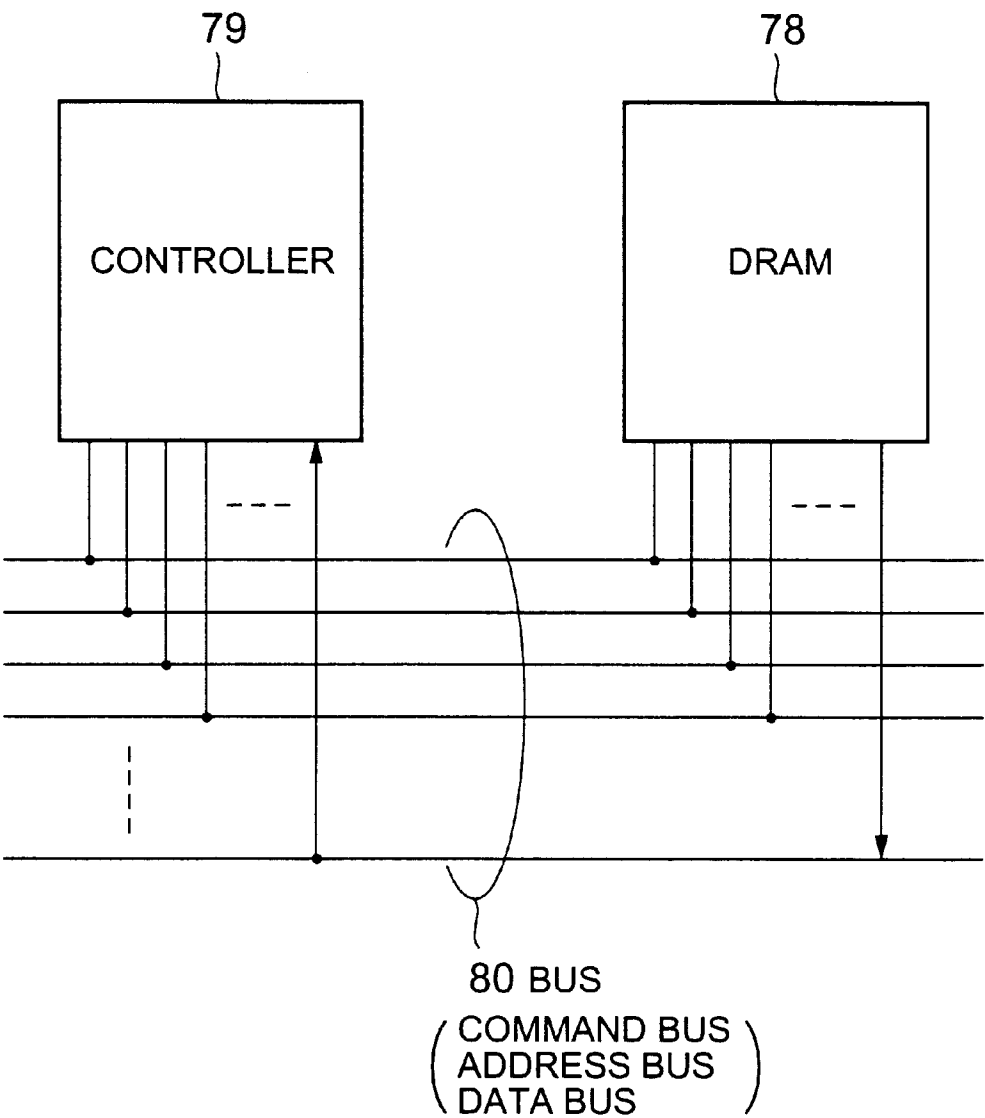 79
78
CONTROLLER
DRAM
80 BUS
( COMMAND BUS
ADDRESS BUS
DATA BUS )